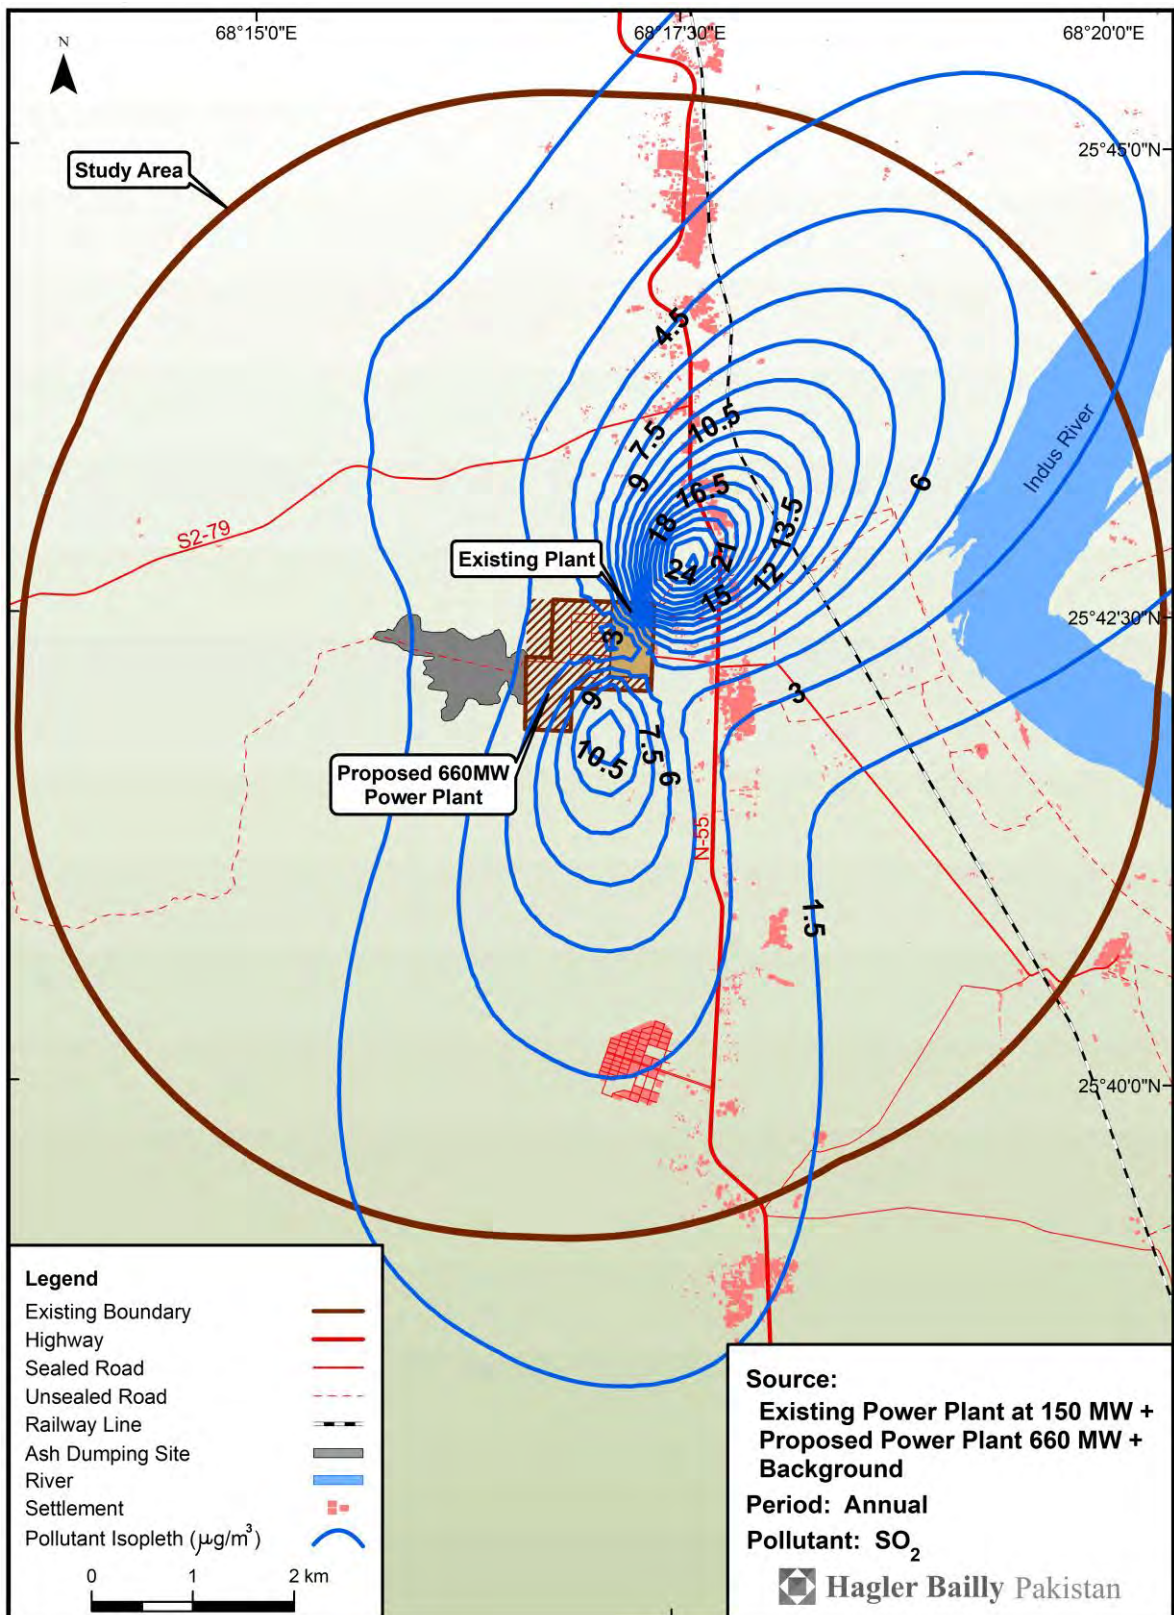 68°15'0"E
68°17'30"E
68°20'0"E
N
25°45'0"N
Study Area
4.5
Indus River
10.5
7.5
9
16.5
6
18
13.5
S2-79
21
Existing Plant
24
12
15
25°42'30"N
3
3
9
7.5
10.5
6
Proposed 660MW
Power Plant
N-55
1.5
25°40'0"N
Legend
Existing Boundary
Highway
Sealed Road
Unsealed Road
Railway Line
Ash Dumping Site
River
Settlement
Pollutant Isopleth (µg/m³)
0 1 2 km
Source:
Existing Power Plant at 150 MW +
Proposed Power Plant 660 MW +
Background
Period: Annual
Pollutant: SO₂
Hagler Bailly Pakistan